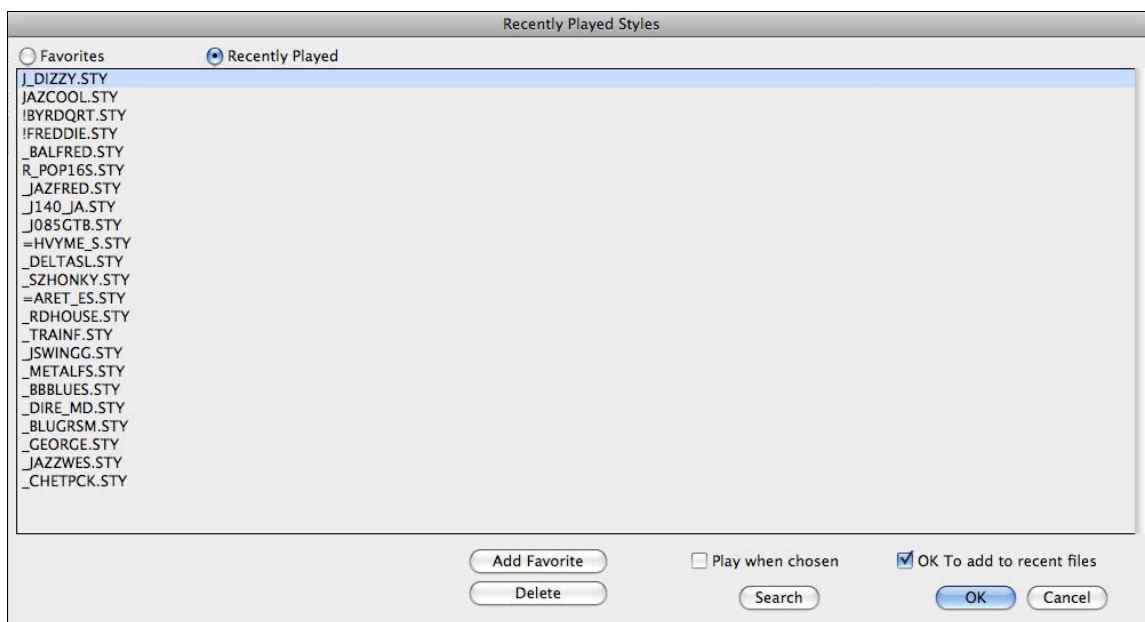 Recently Played Styles
Favorites Recently Played
J_DIZZY.STY
JAZCOOL.STY
!BYRDQRT.STY
!FREDDIE.STY
_BALFRED.STY
R_POP16S.STY
_JAZFRED.STY
_J140_JA.STY
_J085GTB.STY
=HVYME_S.STY
_DELTASL.STY
_SZHONKY.STY
=ARET_ES.STY
_RDHOUSE.STY
_TRAINF.STY
_JSWINGG.STY
_METALFS.STY
_BBBLUES.STY
_DIRE_MD.STY
_BLUGRSM.STY
_GEORGE.STY
_JAZZWES.STY
_CHETPCK.STY
Add Favorite Play when chosen OK To add to recent files
Delete Search OK Cancel